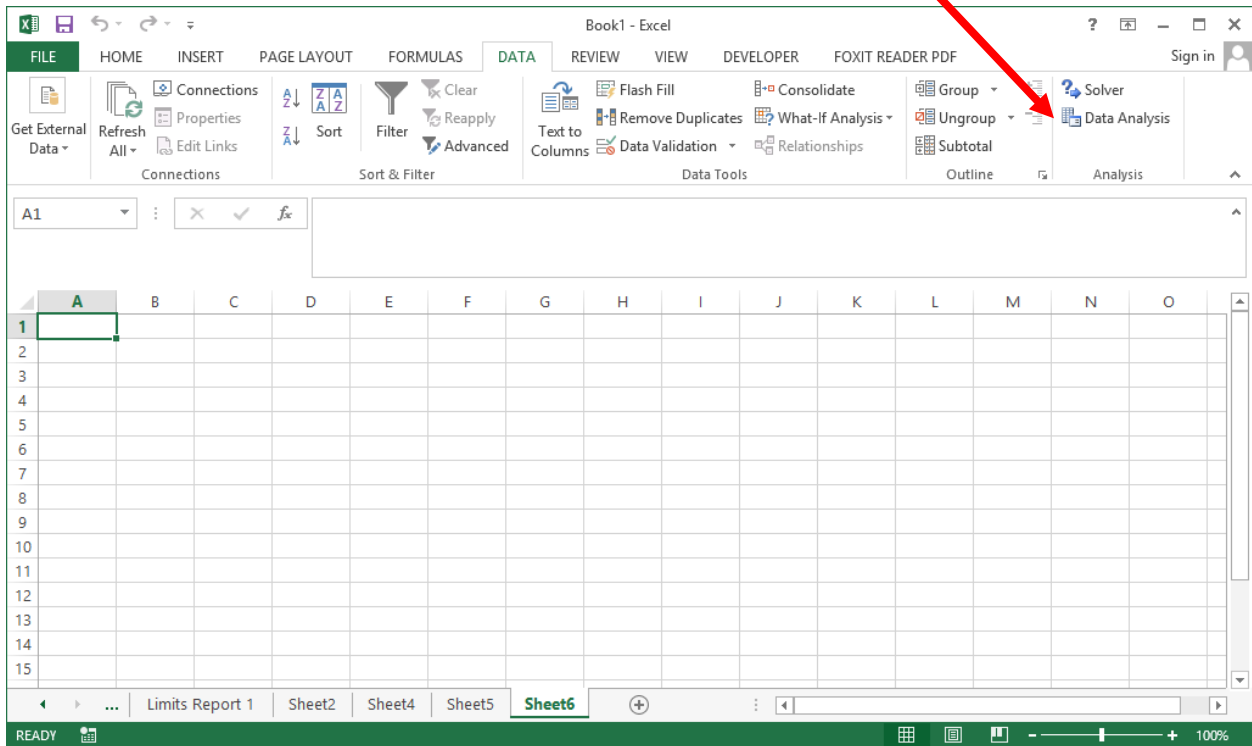 Book1 - Excel
FILE HOME INSERT PAGE LAYOUT FORMULAS DATA REVIEW VIEW DEVELOPER FOXIT READER PDF Sign in
Get External Data
Refresh All
Connections
Properties
Edit Links
Connections
Sort
Filter
Clear
Reapply
Advanced
Sort & Filter
Text to Columns
Flash Fill
Remove Duplicates
Data Validation
Consolidate
What-If Analysis
Relationships
Data Tools
Group
Ungroup
Subtotal
Outline
Solver
Data Analysis
Analysis
A1 fx
A B C D E F G H I J K L M N O
1
2
3
4
5
6
7
8
9
10
11
12
13
14
15
... Limits Report 1 Sheet2 Sheet4 Sheet5 Sheet6
READY 100%